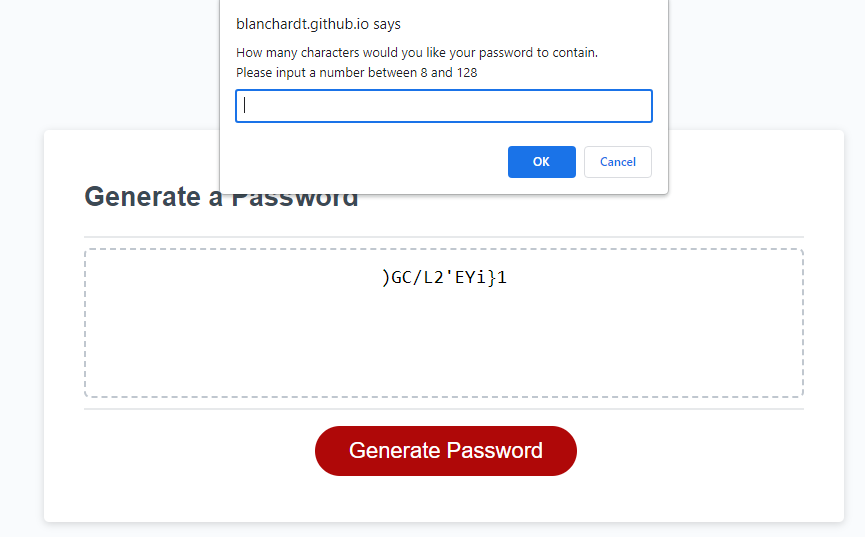 blanchardt.github.io says
How many characters would you like your password to contain.
Please input a number between 8 and 128
OK
Cancel
Generate a Password
)GC/L2'EYi}1
Generate Password